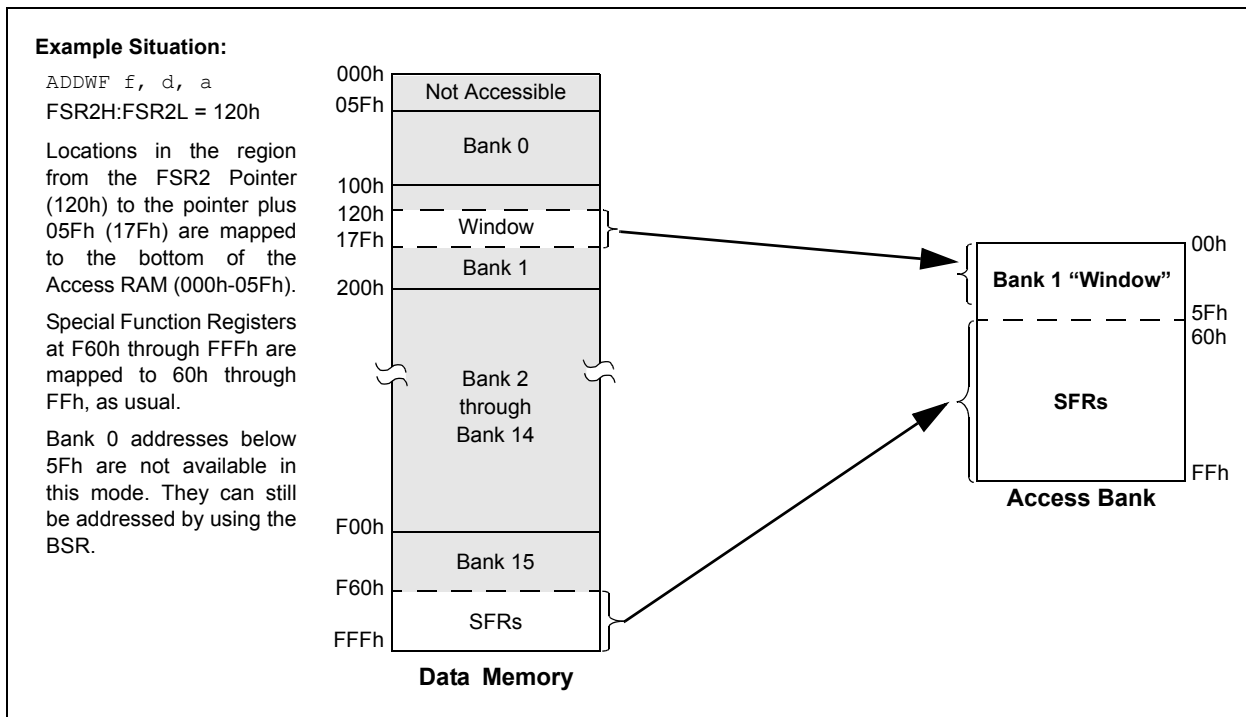 Example Situation:
ADDWF f, d, a
FSR2H:FSR2L = 120h
Locations in the region
from the FSR2 Pointer
(120h) to the pointer plus
05Fh (17Fh) are mapped
to the bottom of the
Access RAM (000h-05Fh).
Special Function Registers
at F60h through FFFh are
mapped to 60h through
FFh, as usual.
Bank 0 addresses below
5Fh are not available in
this mode. They can still
be addressed by using the
BSR.
000h
Not Accessible
05Fh
Bank 0
100h
120h
Window
17Fh
Bank 1
200h
Bank 2
through
Bank 14
F00h
Bank 15
F60h
SFRs
FFFh
Data Memory
00h
Bank 1 “Window”
5Fh
60h
SFRs
FFh
Access Bank